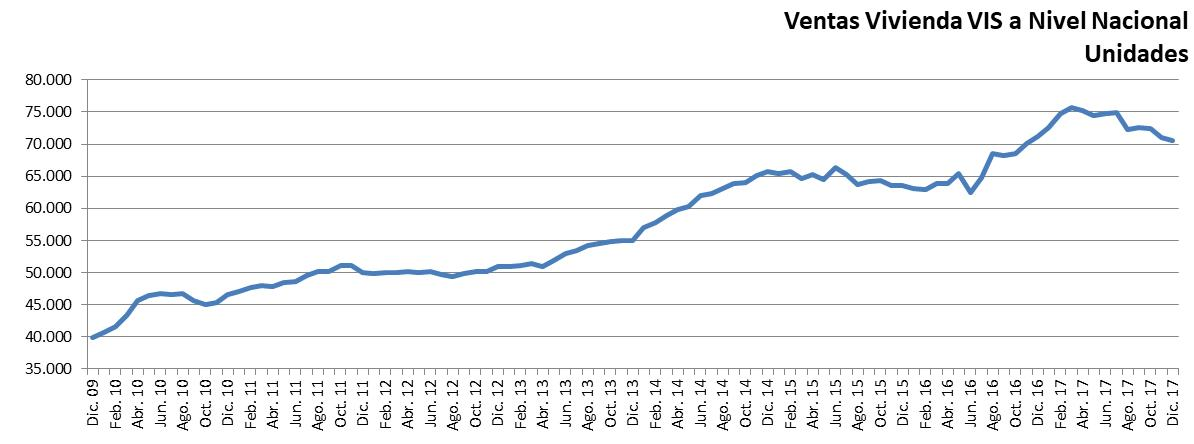 Ventas Vivienda VIS a Nivel Nacional
Unidades
80.000
75.000
70.000
65.000
60.000
55.000
50.000
45.000
40.000
35.000
Dic. 09
Feb. 10
Abr. 10
Jun. 10
Ago. 10
Oct. 10
Dic. 10
Feb. 11
Abr. 11
Jun. 11
Ago. 11
Oct. 11
Dic. 11
Feb. 12
Abr. 12
Jun. 12
Ago. 12
Oct. 12
Dic. 12
Feb. 13
Abr. 13
Jun. 13
Ago. 13
Oct. 13
Dic. 13
Feb. 14
Abr. 14
Jun. 14
Ago. 14
Oct. 14
Dic. 14
Feb. 15
Abr. 15
Jun. 15
Ago. 15
Oct. 15
Dic. 15
Feb. 16
Abr. 16
Jun. 16
Ago. 16
Oct. 16
Dic. 16
Feb. 17
Abr. 17
Jun. 17
Ago. 17
Oct. 17
Dic. 17